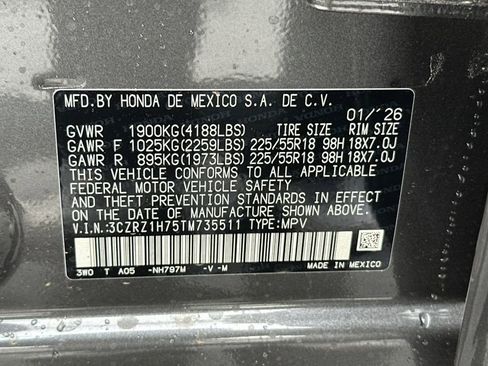 MFD.BY HONDA DE MEXICO S.A. DE C.V.
01/'26
GVWR 1900KG(4188LBS) TIRE SIZE RIM SIZE
GAWR F 1025KG(2259LBS) 225/55R18 98H 18X7.0J
GAWR R 895KG(1973LBS) 225/55R18 98H 18X7.0J
THIS VEHICLE CONFORMS TO ALL APPLICABLE
FEDERAL MOTOR VEHICLE SAFETY
AND THEFT PREVENTION STANDARDS IN EFFECT
ON THE DATE OF MANUFACTURE SHOWN ABOVE.
V.I.N.:3CZRZ1H75TM735511 TYPE:MPV
3W0 T A05 -NH797M -V -M MADE IN MEXICO